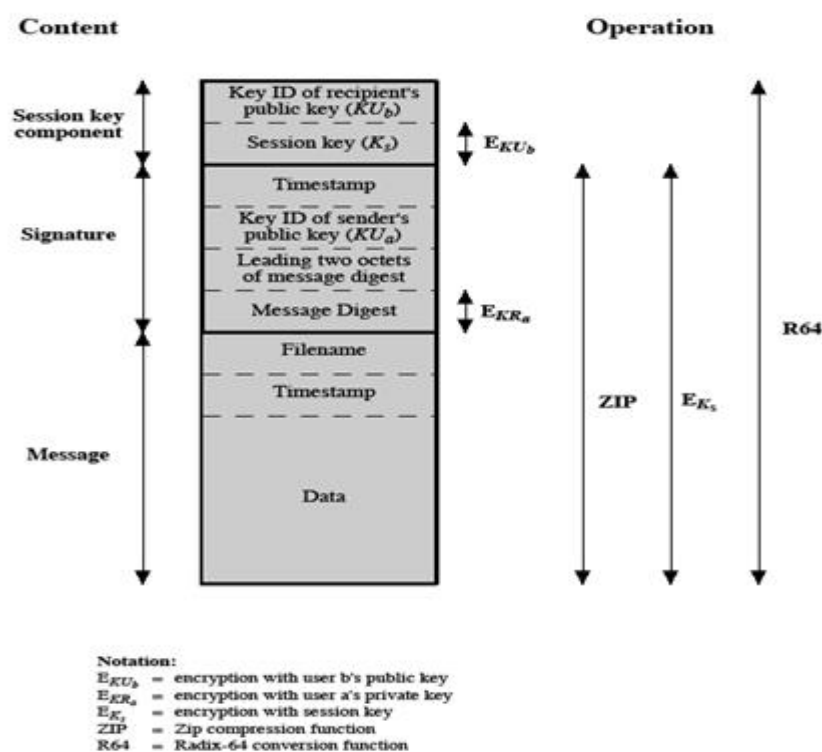 Content
Operation
Session key
component
Key ID of recipient's
public key (KUb)
Session key (Ks)
EKUb
Signature
Timestamp
Key ID of sender's
public key (KUa)
Leading two octets
of message digest
Message Digest
EKRa
Message
Filename
Timestamp
Data
ZIP
EKs
R64
Notation:
EKUb = encryption with user b's public key
EKRa = encryption with user a's private key
EKs = encryption with session key
ZIP = Zip compression function
R64 = Radix-64 conversion function